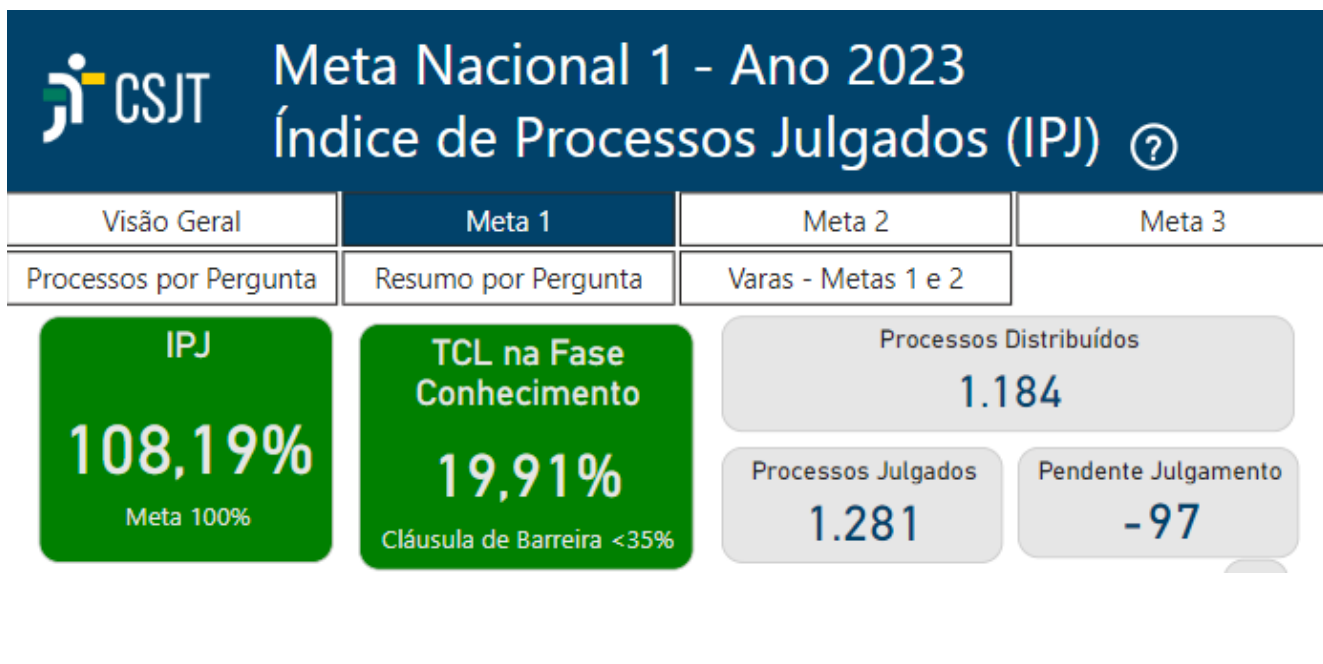 CSJT
Meta Nacional 1 - Ano 2023
Índice de Processos Julgados (IPJ) ?
Visão Geral
Meta 1
Meta 2
Meta 3
Processos por Pergunta
Resumo por Pergunta
Varas - Metas 1 e 2
IPJ
108,19%
Meta 100%
TCL na Fase
Conhecimento
19,91%
Cláusula de Barreira <35%
Processos Distribuídos
1.184
Processos Julgados
1.281
Pendente Julgamento
-97